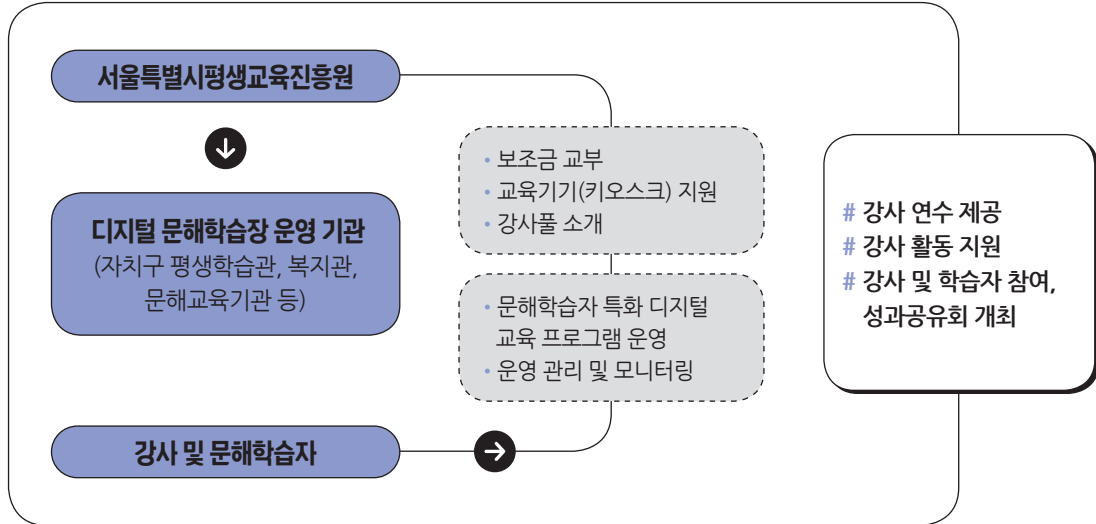 서울특별시평생교육진흥원
디지털 문해학습장 운영 기관
(자치구 평생학습관, 복지관,
문해교육기관 등)
강사 및 문해학습자
• 보조금 교부
• 교육기기(키오스크) 지원
• 강사풀 소개
• 문해학습자 특화 디지털
교육 프로그램 운영
• 운영 관리 및 모니터링
# 강사 연수 제공
# 강사 활동 지원
# 강사 및 학습자 참여,
성과공유회 개최